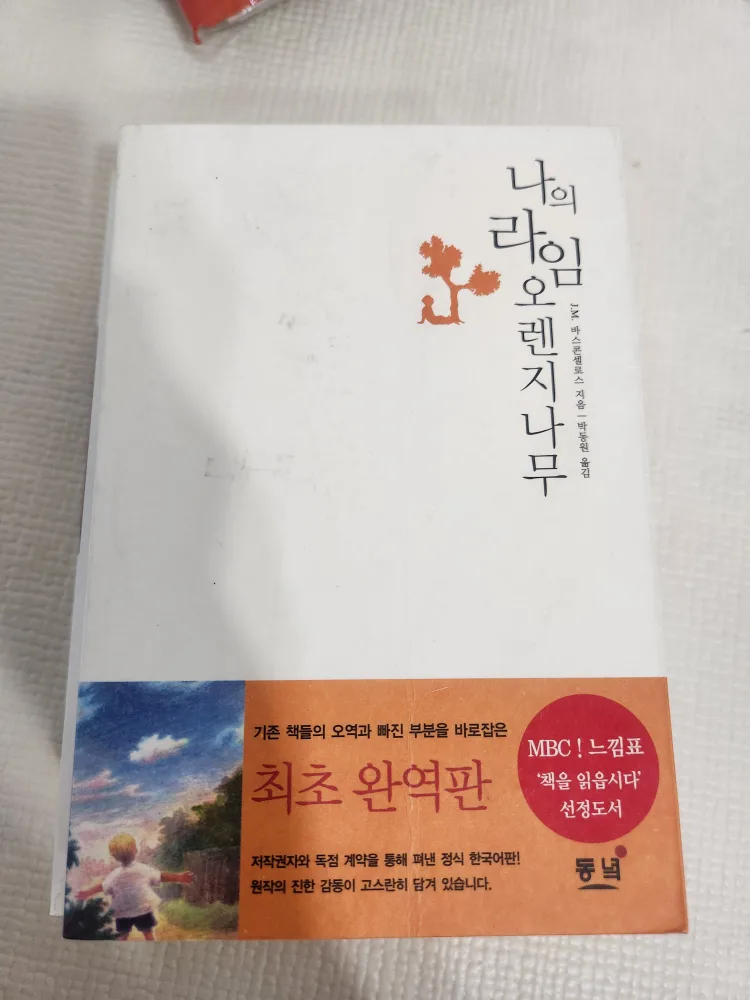 나의
라임
오렌지나무
J.M. 바스콘셀로스 지음 | 박동원 옮김
기존 책들의 오역과 빠진 부분을 바로잡은
최초 완역판
저작권자와 독점 계약을 통해 펴낸 정식 한국어판!
원작의 진한 감동이 고스란히 담겨 있습니다.
MBC ! 느낌표
'책을 읽읍시다'
선정도서
동녘